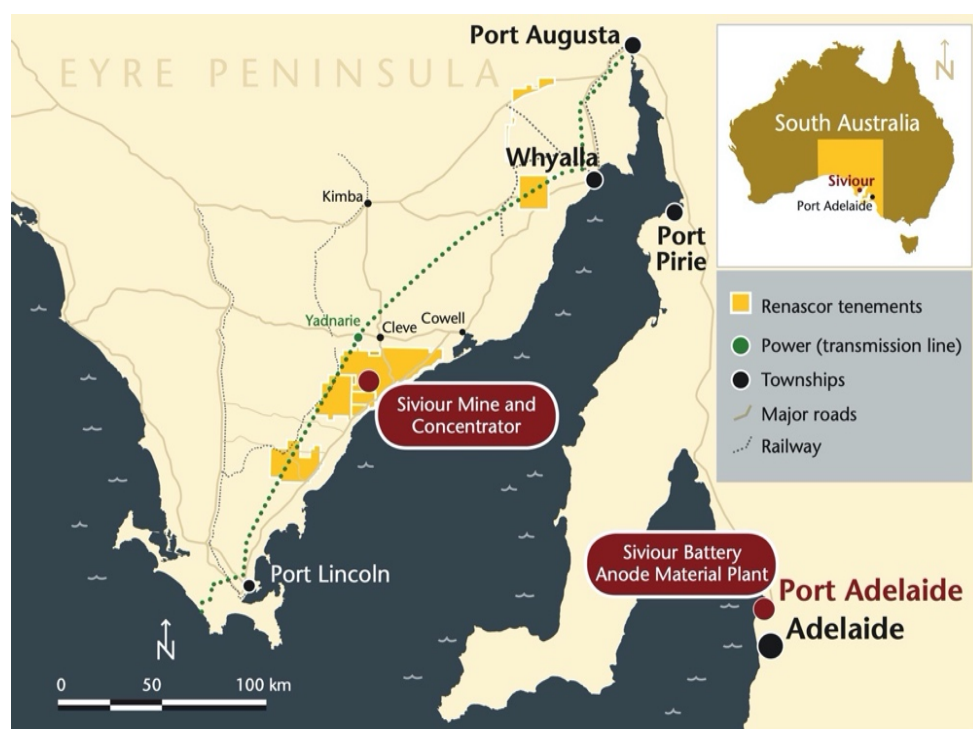 Port Augusta
EYRE PENINSULA
Whyalla
Kimba
Port
Pirie
Yadnarie
Cleve
Cowell
Siviour Mine and
Concentrator
Port Lincoln
Siviour Battery
Anode Material Plant
Port Adelaide
Adelaide
N
0 50 100 km
N
South Australia
Siviour
Port Adelaide
Renascor tenements
Power (transmission line)
Townships
Major roads
Railway